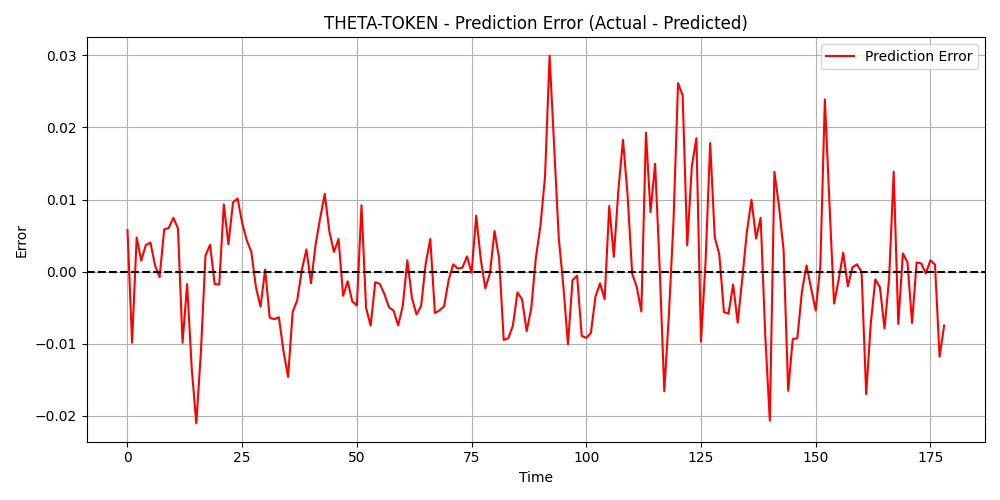 THETA-TOKEN - Prediction Error (Actual - Predicted)
Prediction Error
Error
0.03
0.02
0.01
0.00
−0.01
−0.02
0 25 50 75 100 125 150 175
Time